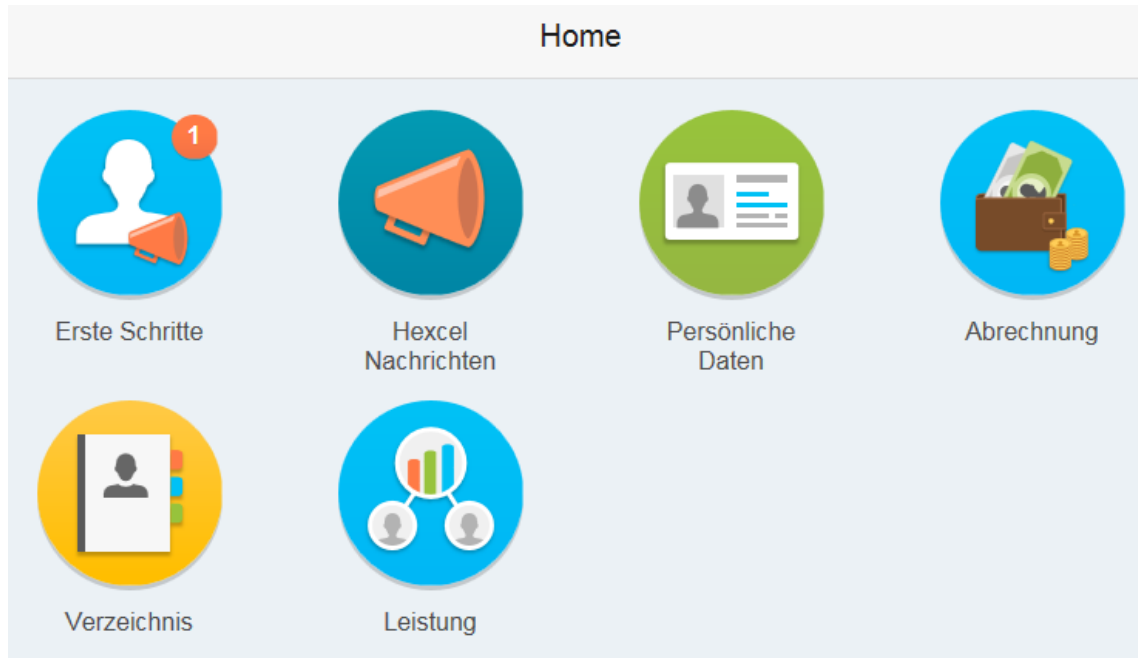 Home
1
Erste Schritte
Hexcel
Nachrichten
Persönliche
Daten
Abrechnung
Verzeichnis
Leistung